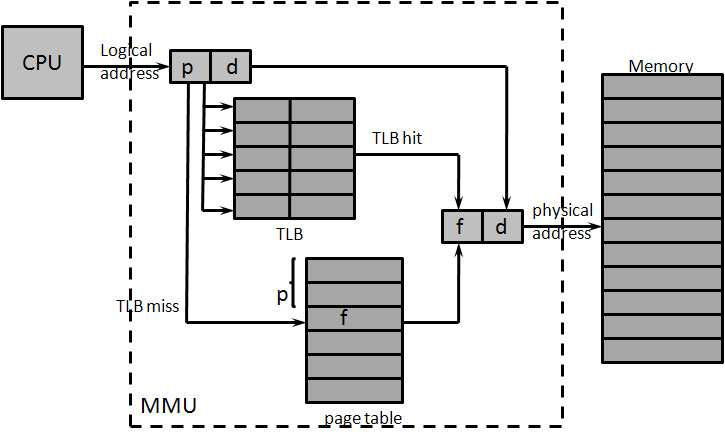 CPU
Logical
address
p d
Memory
TLB hit
TLB
f d
physical
address
p
f
TLB miss
page table
MMU